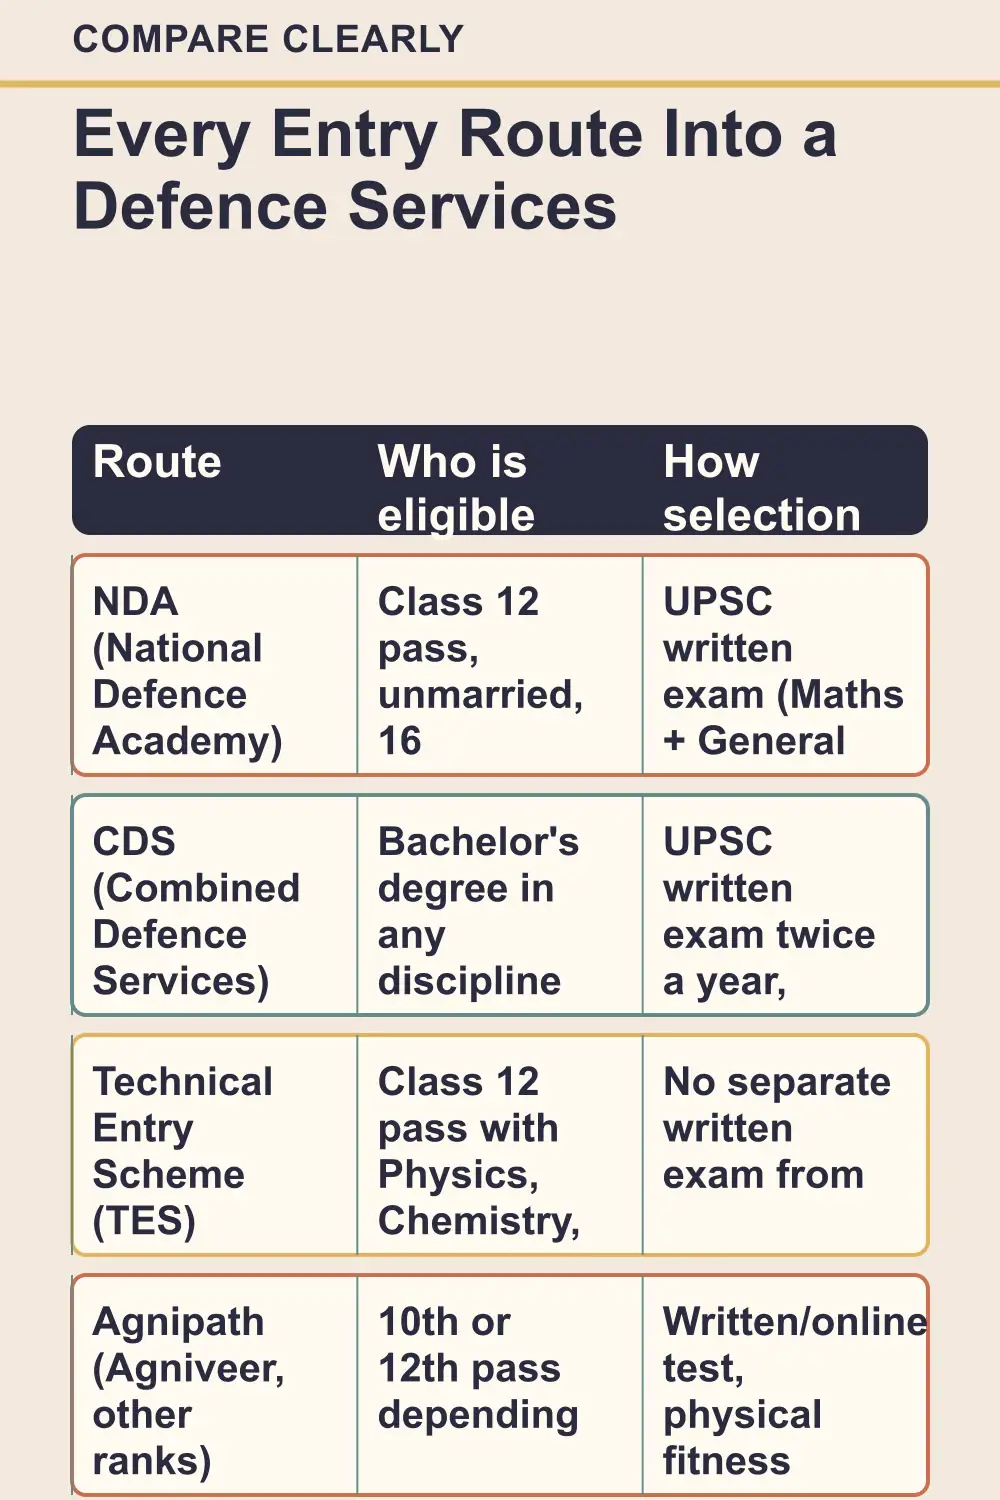 COMPARE CLEARLY
Every Entry Route Into a
Defence Services
Route
Who is
eligible
How
selection
NDA
(National
Defence
Academy)
Class 12
pass,
unmarried,
16
UPSC
written
exam (Maths
+ General
CDS
(Combined
Defence
Services)
Bachelor's
degree in
any
discipline
UPSC
written
exam twice
a year,
Technical
Entry
Scheme
(TES)
Class 12
pass with
Physics,
Chemistry,
No separate
written
exam from
Agnipath
(Agniveer,
other
ranks)
10th or
12th pass
depending
Written/online
test,
physical
fitness